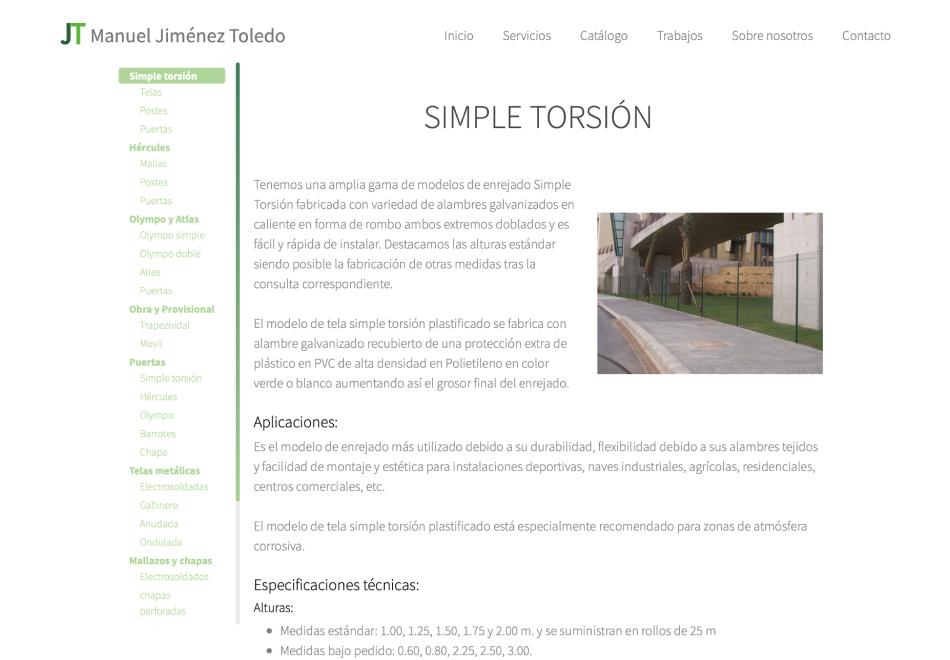 JT Manuel Jiménez Toledo
Inicio Servicios Catálogo Trabajos Sobre nosotros Contacto
Simple torsión
Telas
Postes
Puertas
Hércules
Mallas
Postes
Puertas
Olympo y Atlas
Olympo simple
Olympo doble
Atlas
Puertas
Obra y Provisional
Trapezoidal
Movil
Puertas
Simple torsión
Hércules
Olympo
Barrotes
Chapa
Telas metálicas
Electrosoldadas
Gallinero
Anudada
Ondulada
Mallazos y chapas
Electrosoldados
chapas
perforadas
SIMPLE TORSIÓN
Tenemos una amplia gama de modelos de enrejado Simple
Torsión fabricada con variedad de alambres galvanizados en
caliente en forma de rombo ambos extremos doblados y es
fácil y rápida de instalar. Destacamos las alturas estándar
siendo posible la fabricación de otras medidas tras la
consulta correspondiente.
El modelo de tela simple torsión plastificado se fabrica con
alambre galvanizado recubierto de una protección extra de
plástico en PVC de alta densidad en Polietileno en color
verde o blanco aumentando así el grosor final del enrejado.
Aplicaciones:
Es el modelo de enrejado más utilizado debido a su durabilidad, flexibilidad debido a sus alambres tejidos
y facilidad de montaje y estética para instalaciones deportivas, naves industriales, agrícolas, residenciales,
centros comerciales, etc.
El modelo de tela simple torsión plastificado está especialmente recomendado para zonas de atmósfera
corrosiva.
Especificaciones técnicas:
Alturas:
• Medidas estándar: 1.00, 1.25, 1.50, 1.75 y 2.00 m. y se suministran en rollos de 25 m
• Medidas bajo pedido: 0.60, 0.80, 2.25, 2.50, 3.00.